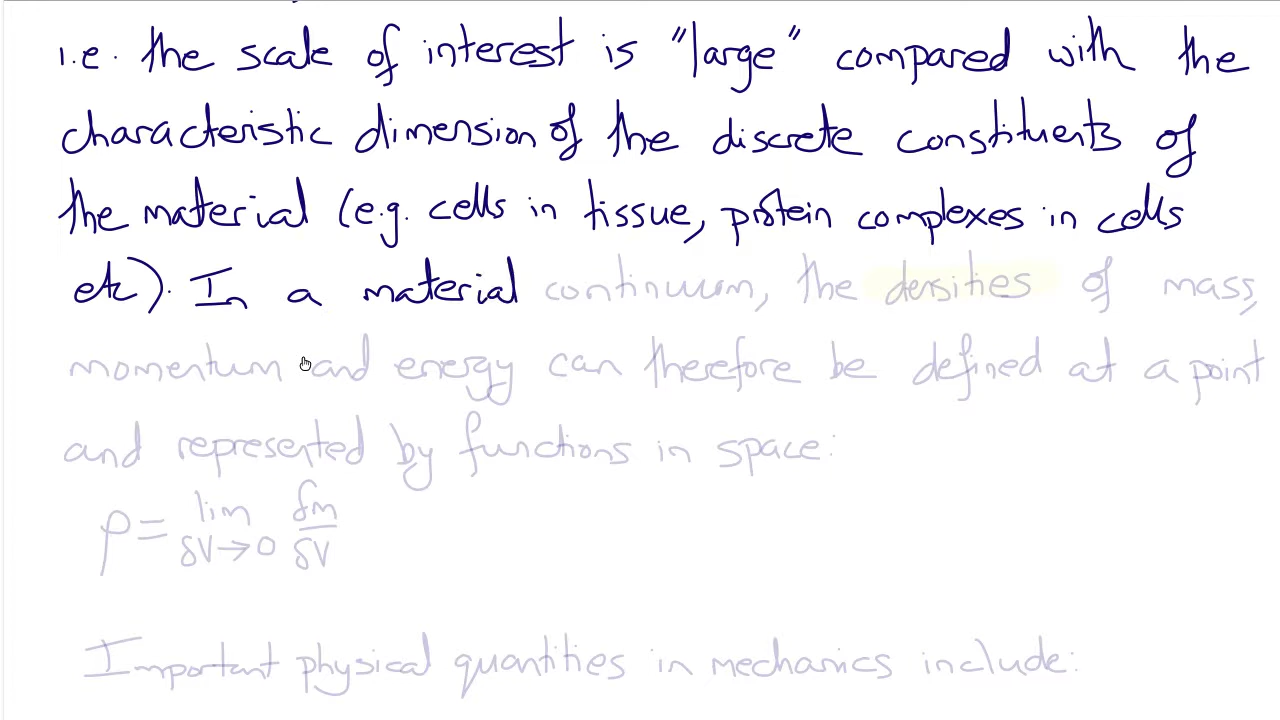 i.e. the scale of interest is "large" compared with the
characteristic dimension of the discrete constituents of
the material (e.g. cells in tissue, protein complexes in cells
etc). In a material continuum, the densities of mass,
momentum and energy can therefore be defined at a point
and represented by functions in space:
ρ = lim δV→0 δm/δV
Important physical quantities in mechanics include: